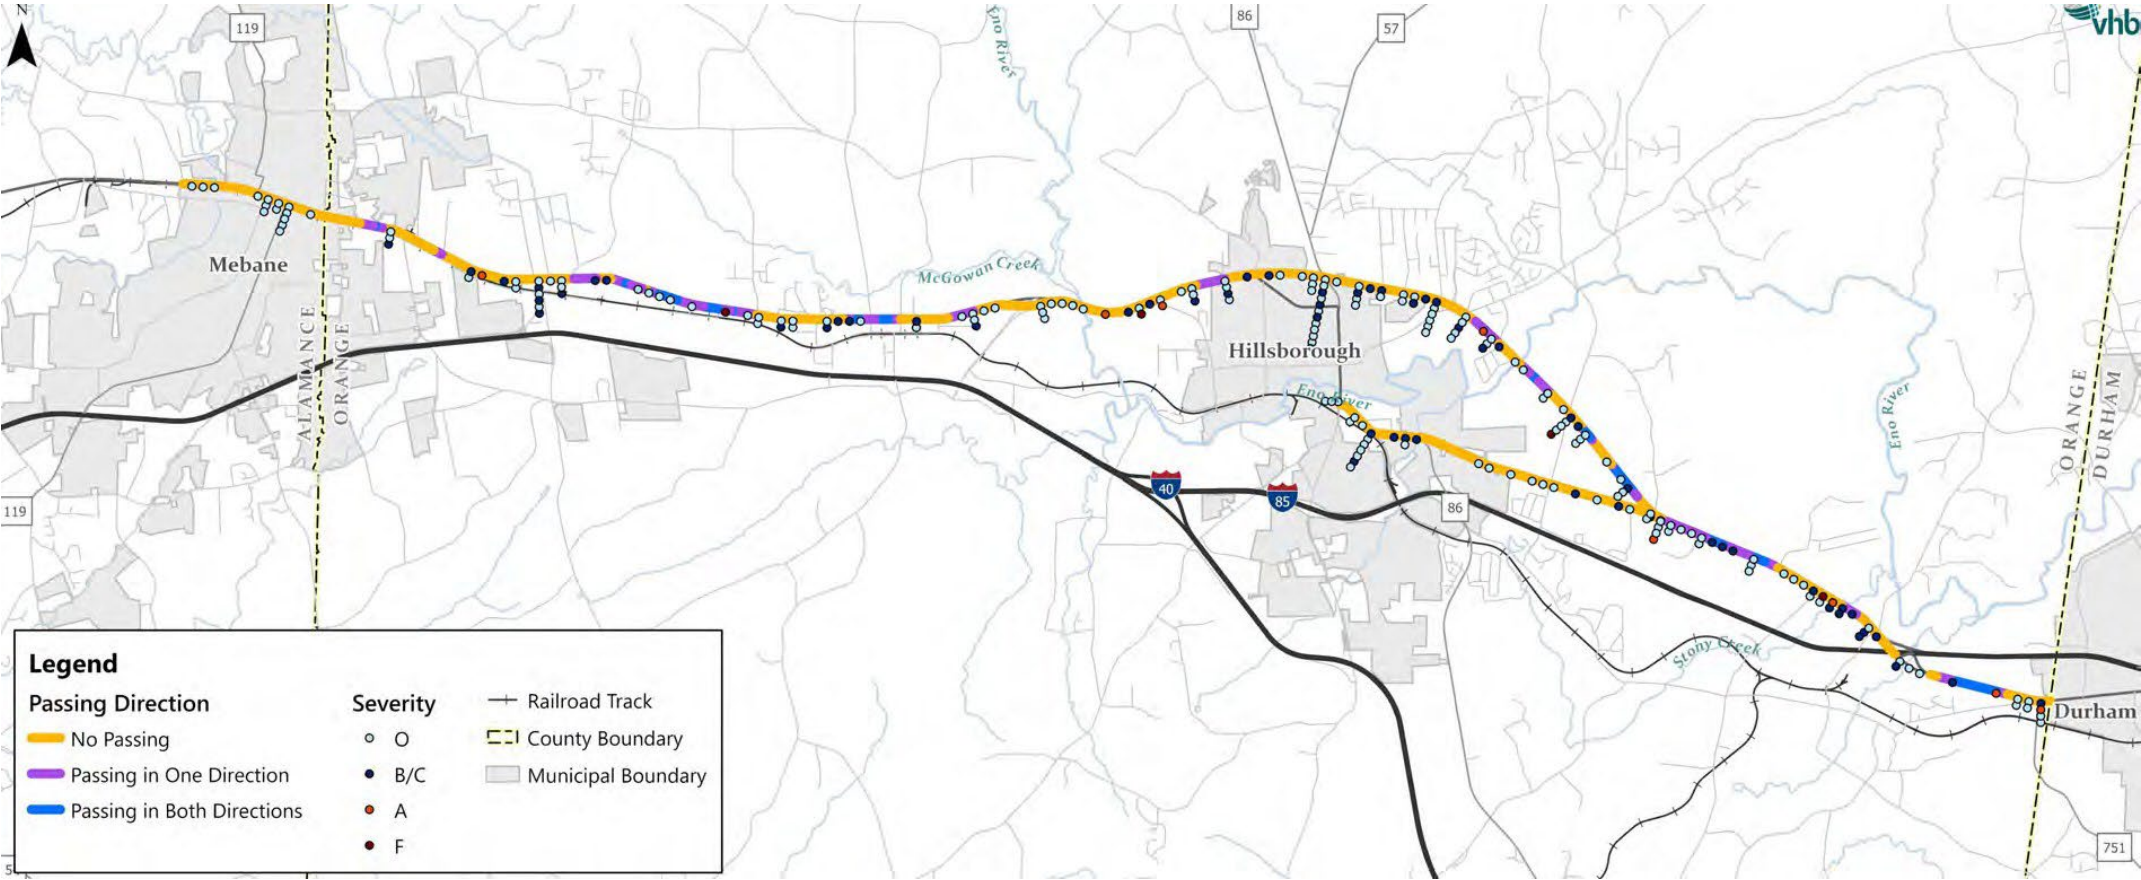 N
119
86
57
vhb
Eno River
Mebane
McGowan Creek
ALAMANCE
ORANGE
Hillsborough
Eno River
Eno River
ORANGE
DURHAM
40
85
86
119
Stony Creek
Durham
751
5
Legend
Passing Direction
No Passing
Passing in One Direction
Passing in Both Directions
Severity
O
B/C
A
F
Railroad Track
County Boundary
Municipal Boundary